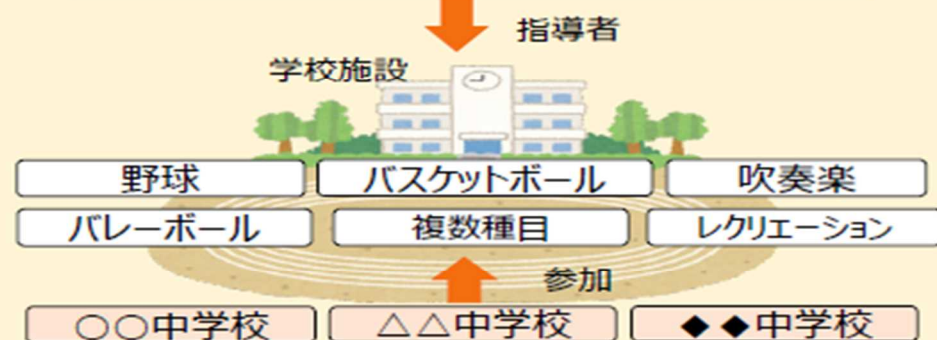 指導者
学校施設
野球
バスケットボール
吹奏楽
バレーボール
複数種目
レクリエーション
参加
○○中学校
△△中学校
◆◆中学校